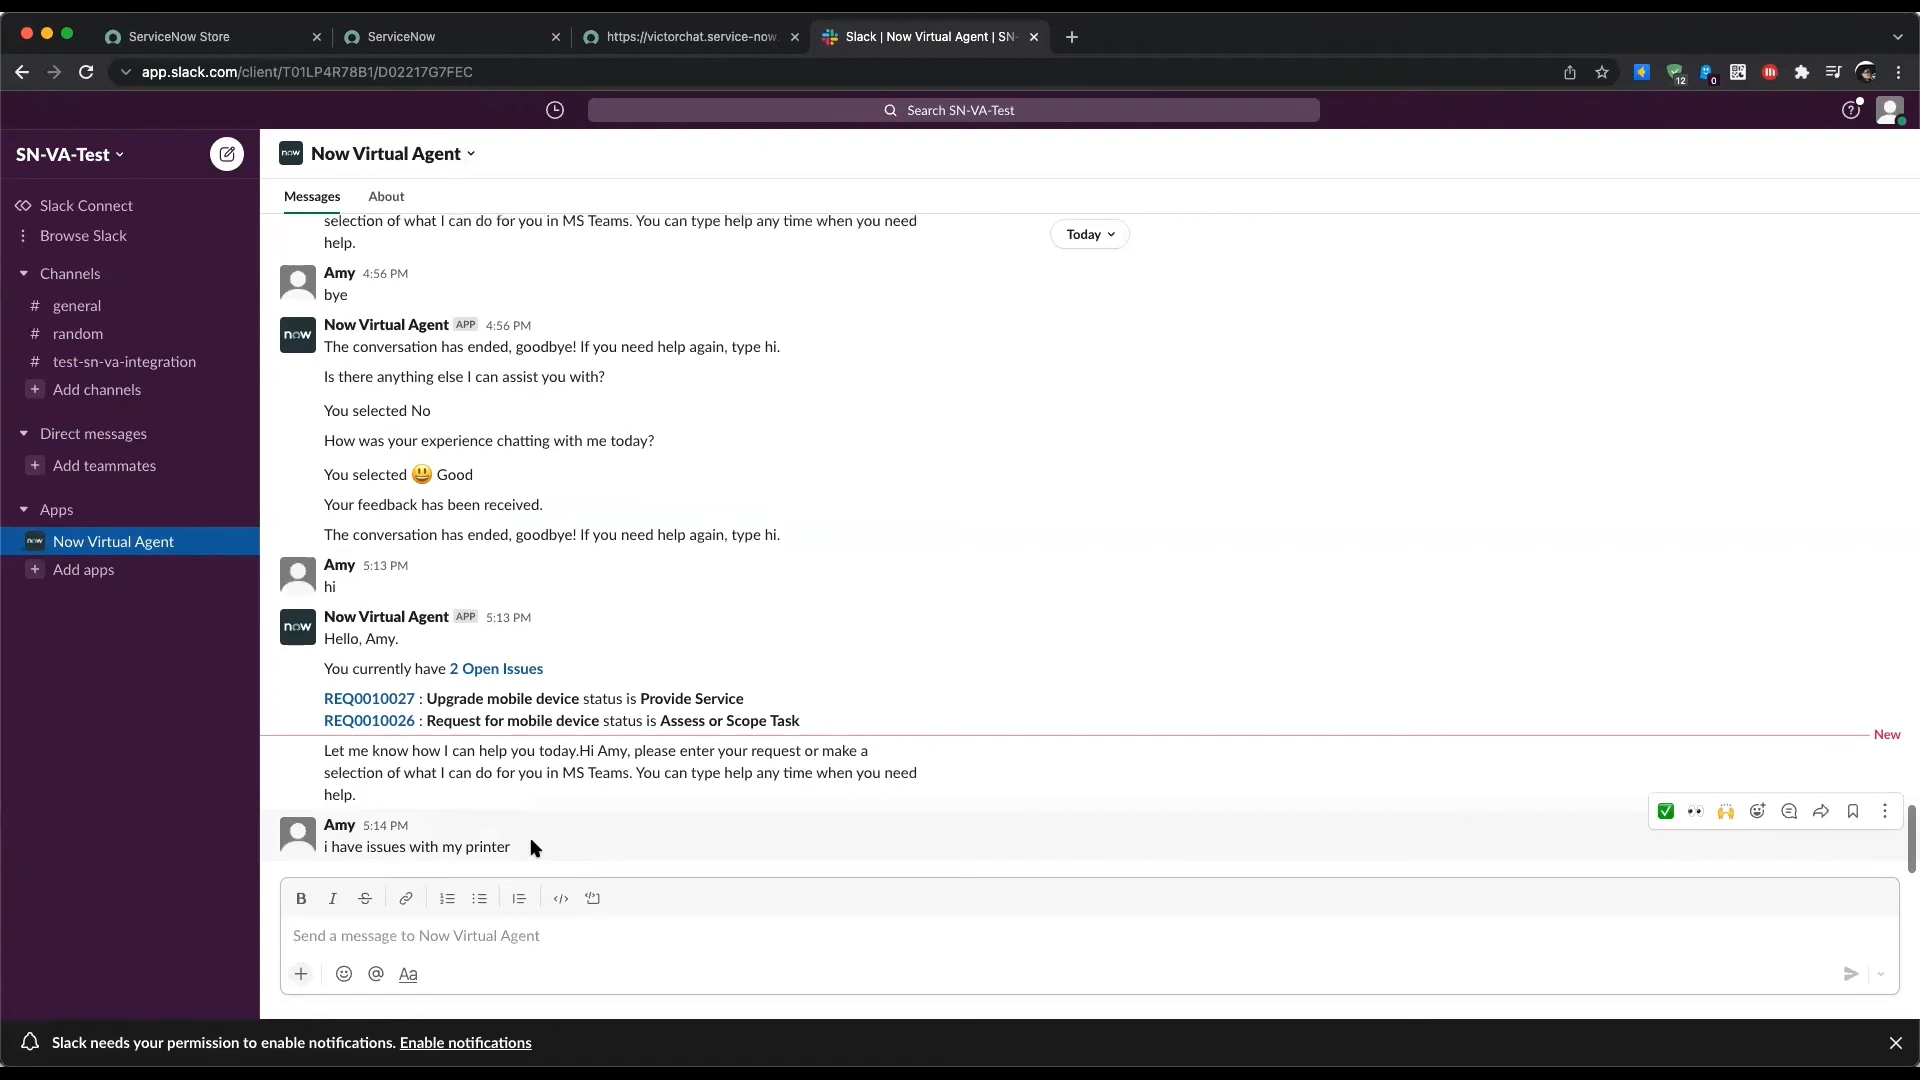 ServiceNow Store
ServiceNow
https://victorchat.service-now.
Slack | Now Virtual Agent | SN-
app.slack.com/client/T01LP4R78B1/D02217G7FEC
12
0
Search SN-VA-Test
SN-VA-Test
now Now Virtual Agent
Slack Connect
Browse Slack
Channels
# general
# random
# test-sn-va-integration
+ Add channels
Direct messages
+ Add teammates
Apps
now Now Virtual Agent
+ Add apps
Messages About
Today
selection of what I can do for you in MS Teams. You can type help any time when you need
help.
Amy 4:56 PM
bye
now
Now Virtual Agent APP 4:56 PM
The conversation has ended, goodbye! If you need help again, type hi.
Is there anything else I can assist you with?
You selected No
How was your experience chatting with me today?
You selected 😃 Good
Your feedback has been received.
The conversation has ended, goodbye! If you need help again, type hi.
Amy 5:13 PM
hi
now
Now Virtual Agent APP 5:13 PM
Hello, Amy.
You currently have 2 Open Issues
REQ0010027 : Upgrade mobile device status is Provide Service
REQ0010026 : Request for mobile device status is Assess or Scope Task
New
Let me know how I can help you today.Hi Amy, please enter your request or make a
selection of what I can do for you in MS Teams. You can type help any time when you need
help.
Amy 5:14 PM
i have issues with my printer
B I S
Send a message to Now Virtual Agent
+ @ Aa
Slack needs your permission to enable notifications. Enable notifications